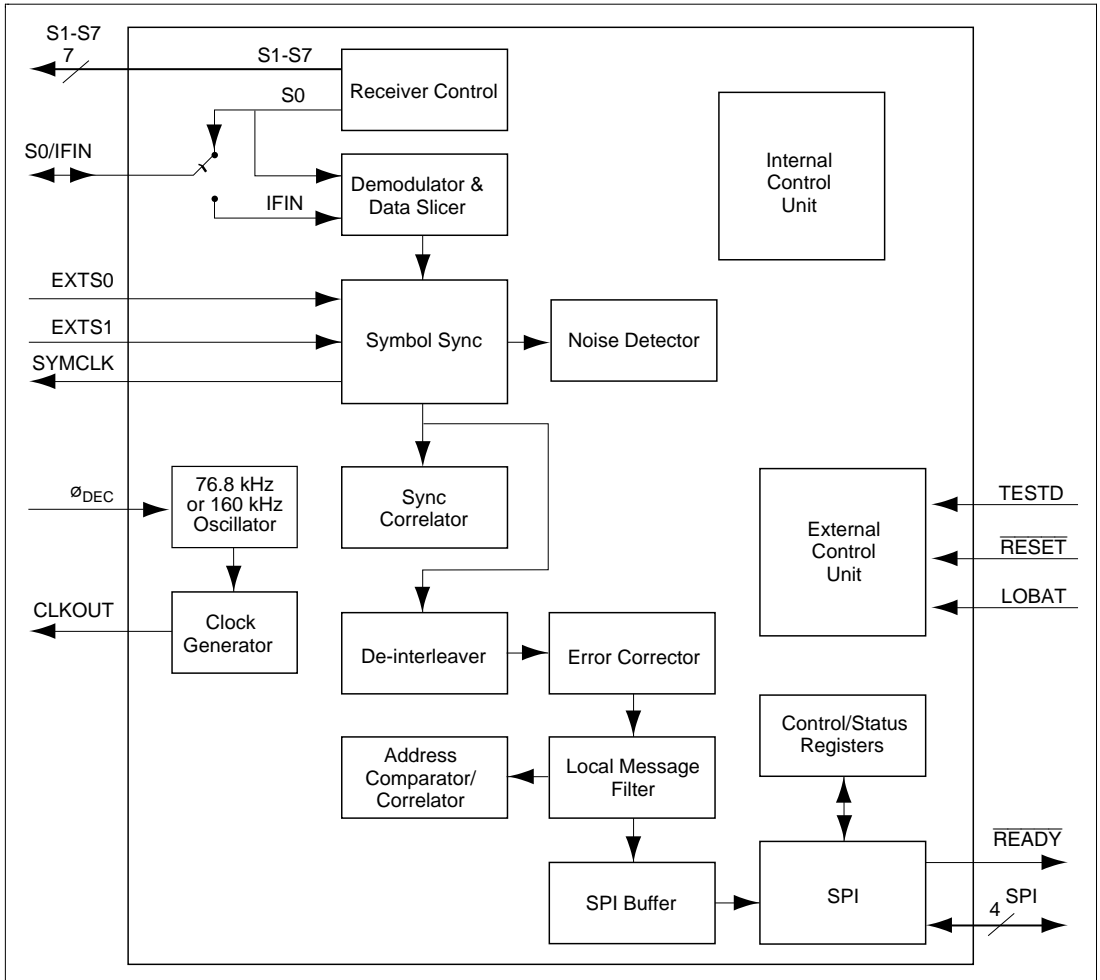 S1-S7
7
S1-S7
Receiver Control
S0
S0/IFIN
IFIN
Demodulator &
Data Slicer
Internal
Control
Unit
EXTS0
EXTS1
SYMCLK
Symbol Sync
Noise Detector
øDEC
76.8 kHz
or 160 kHz
Oscillator
Sync
Correlator
External
Control
Unit
TESTD
RESET
LOBAT
CLKOUT
Clock
Generator
De-interleaver
Error Corrector
Control/Status
Registers
Address
Comparator/
Correlator
Local Message
Filter
SPI Buffer
SPI
READY
4
SPI